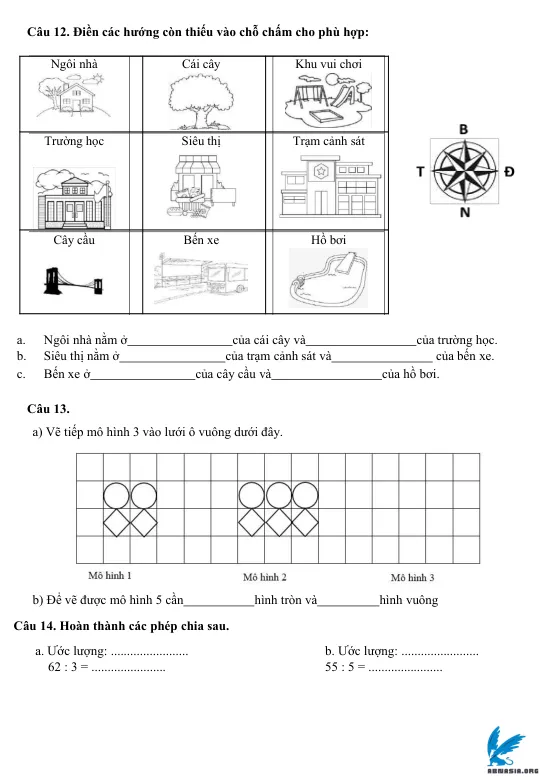 Câu 12. Điền các hướng còn thiếu vào chỗ chấm cho phù hợp:
Ngôi nhà Cái cây Khu vui chơi
Trường học Siêu thị Trạm cảnh sát
Cây cầu Bến xe Hồ bơi
B
T Đ
N
a. Ngôi nhà nằm ở_________________của cái cây và__________________của trường học.
b. Siêu thị nằm ở_________________của trạm cảnh sát và________________ của bến xe.
c. Bến xe ở_________________của cây cầu và__________________của hồ bơi.
Câu 13.
a) Vẽ tiếp mô hình 3 vào lưới ô vuông dưới đây.
Mô hình 1 Mô hình 2 Mô hình 3
b) Để vẽ được mô hình 5 cần___________hình tròn và__________hình vuông
Câu 14. Hoàn thành các phép chia sau.
a. Ước lượng: ........................ b. Ước lượng: ........................
62 : 3 = ....................... 55 : 5 = .......................
ABMASIA.ORG